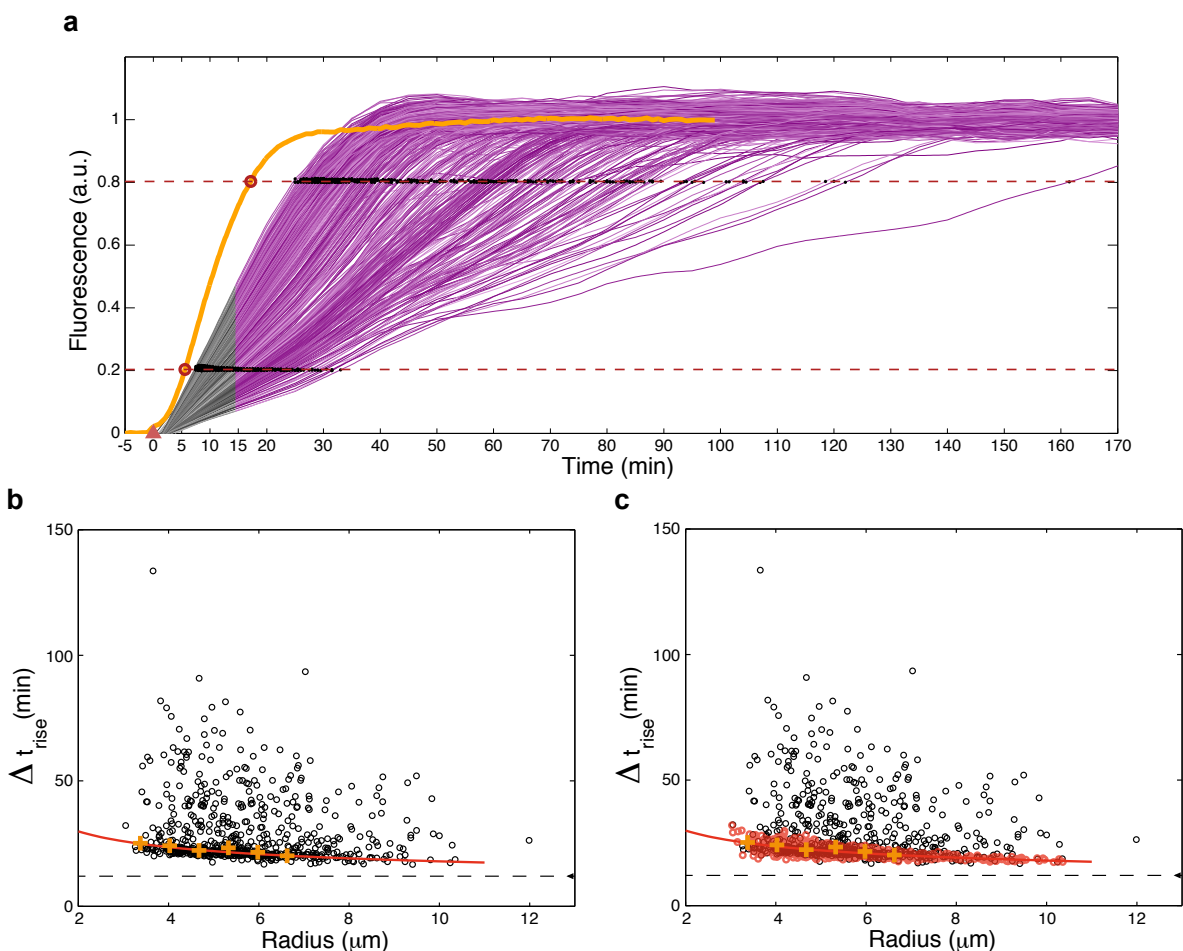 a
Fluorescence (a.u.)
1
0.8
0.6
0.4
0.2
0
-5 0 5 10 15 20 30 40 50 60 70 80 90 100 110 120 130 140 150 160 170
Time (min)
b
Δ t_rise (min)
150
100
50
0
2 4 6 8 10 12
Radius (μm)
c
Δ t_rise (min)
150
100
50
0
2 4 6 8 10 12
Radius (μm)